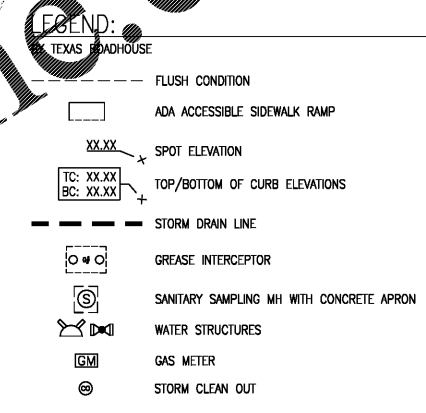 LEGEND:
BY TEXAS ROADHOUSE
FLUSH CONDITION
ADA ACCESSIBLE SIDEWALK RAMP
XX.XX SPOT ELEVATION
TC: XX.XX
BC: XX.XX
TOP/BOTTOM OF CURB ELEVATIONS
STORM DRAIN LINE
GREASE INTERCEPTOR
S SANITARY SAMPLING MH WITH CONCRETE APRON
WATER STRUCTURES
GM GAS METER
CO STORM CLEAN OUT